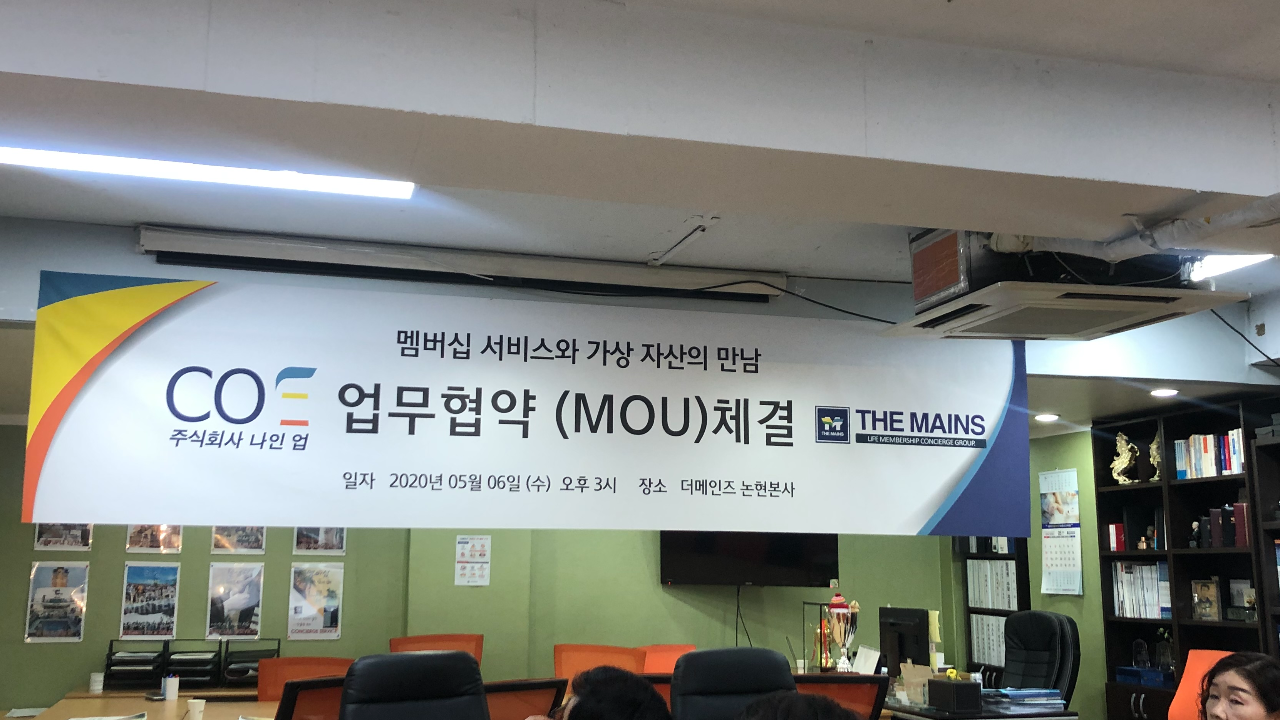 멤버십 서비스와 가상 자산의 만남
COE
주식회사 나인 업
업무협약 (MOU)체결
THE MAINS
THE MAINS
LIFE MEMBERSHIP CONCIERGE GROUP.
일자 2020년 05월 06일 (수) 오후 3시 장소 더메인즈 논현본사